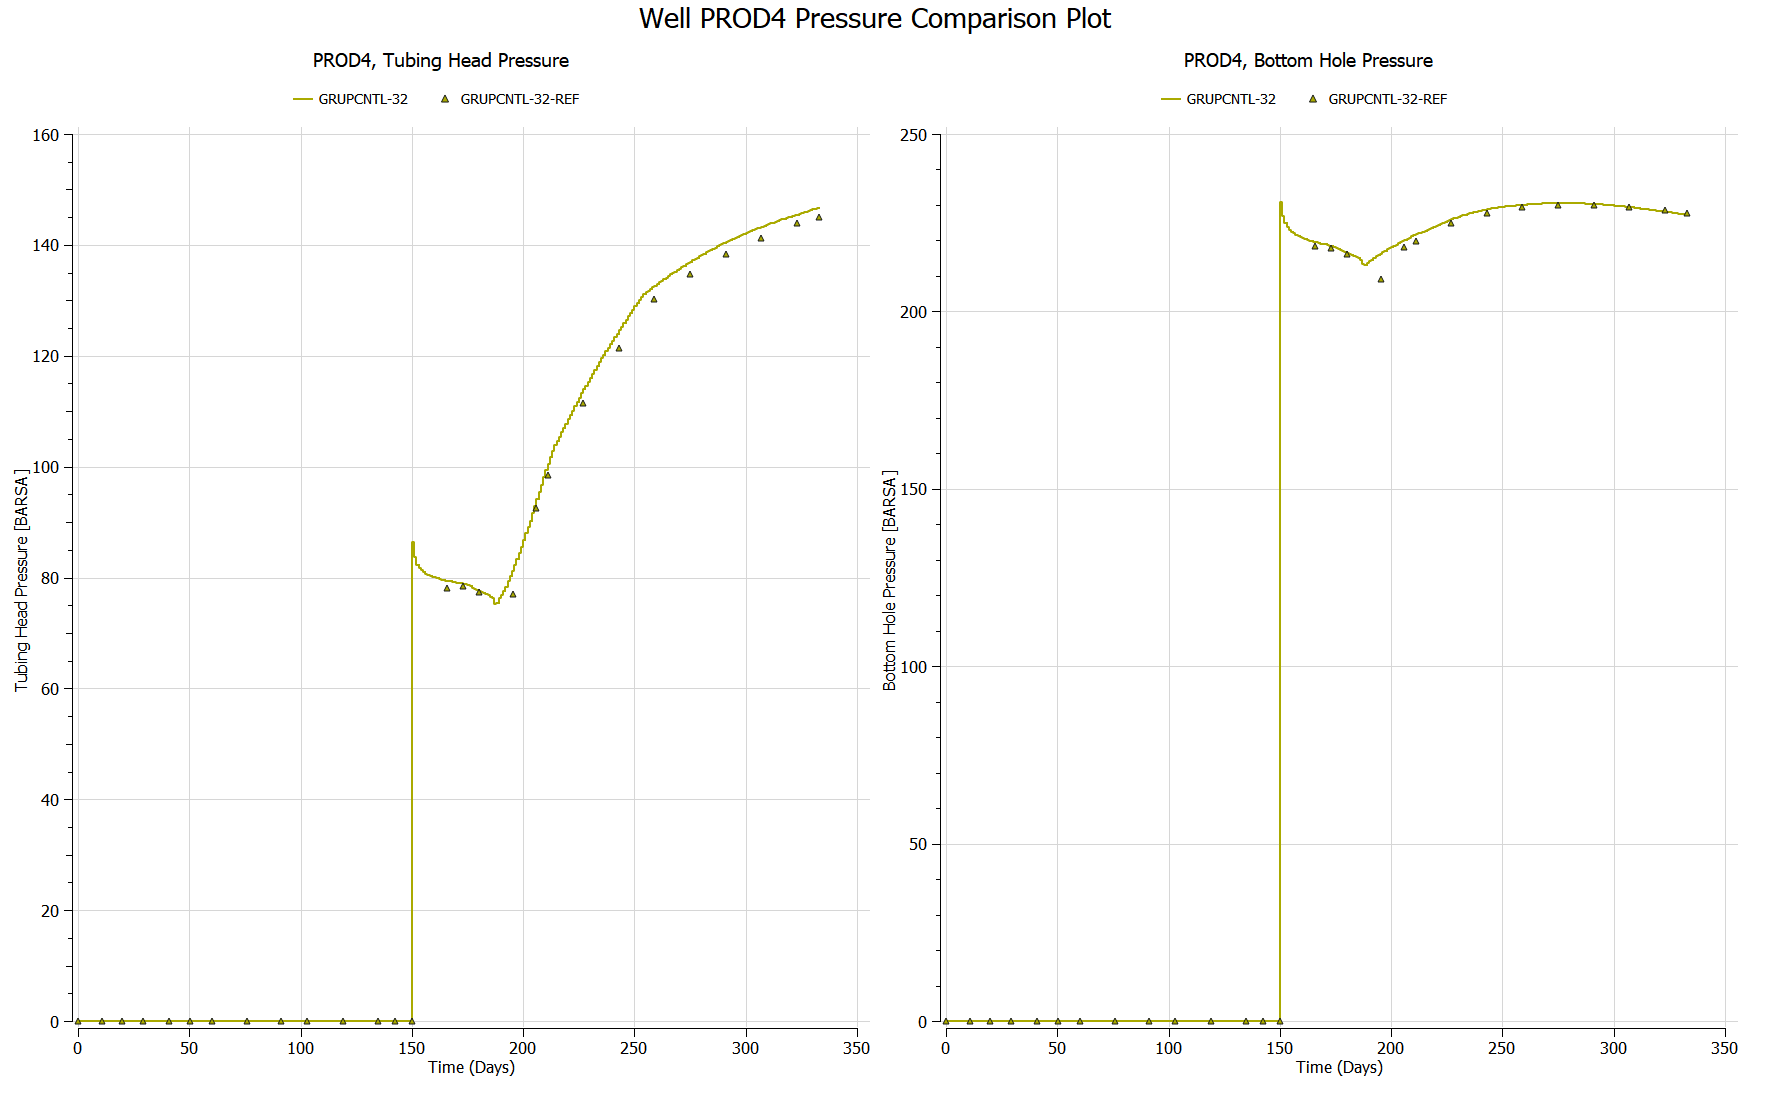 Well PROD4 Pressure Comparison Plot
PROD4, Tubing Head Pressure
GRUPCNTL-32 GRUPCNTL-32-REF
160
140
120
100
80
60
40
20
0
Tubing Head Pressure [BARSA]
0 50 100 150 200 250 300 350
Time (Days)
PROD4, Bottom Hole Pressure
GRUPCNTL-32 GRUPCNTL-32-REF
250
200
150
100
50
0
Bottom Hole Pressure [BARSA]
0 50 100 150 200 250 300 350
Time (Days)